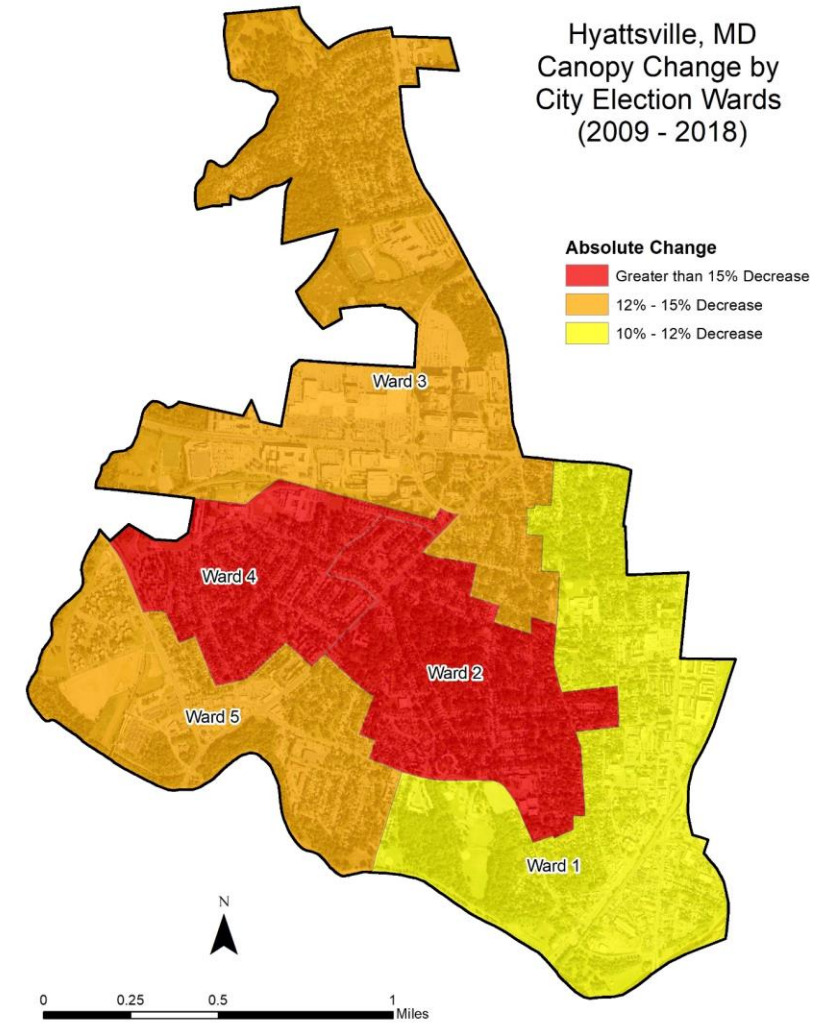 Hyattsville, MD
Canopy Change by
City Election Wards
(2009 - 2018)
Absolute Change
Greater than 15% Decrease
12% - 15% Decrease
10% - 12% Decrease
Ward 3
Ward 4
Ward 2
Ward 5
Ward 1
N
0 0.25 0.5 1
Miles